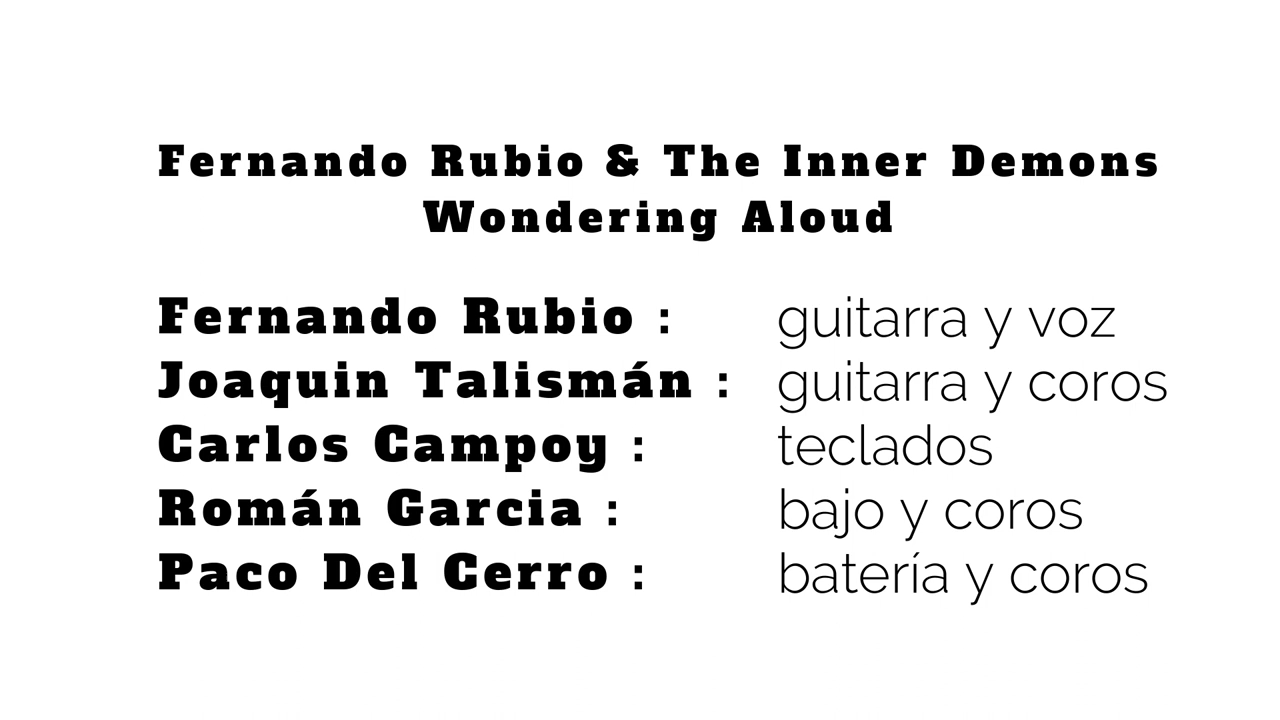 Fernando Rubio & The Inner Demons
Wondering Aloud
Fernando Rubio : guitarra y voz
Joaquin Talismán : guitarra y coros
Carlos Campoy : teclados
Román Garcia : bajo y coros
Paco Del Cerro : batería y coros